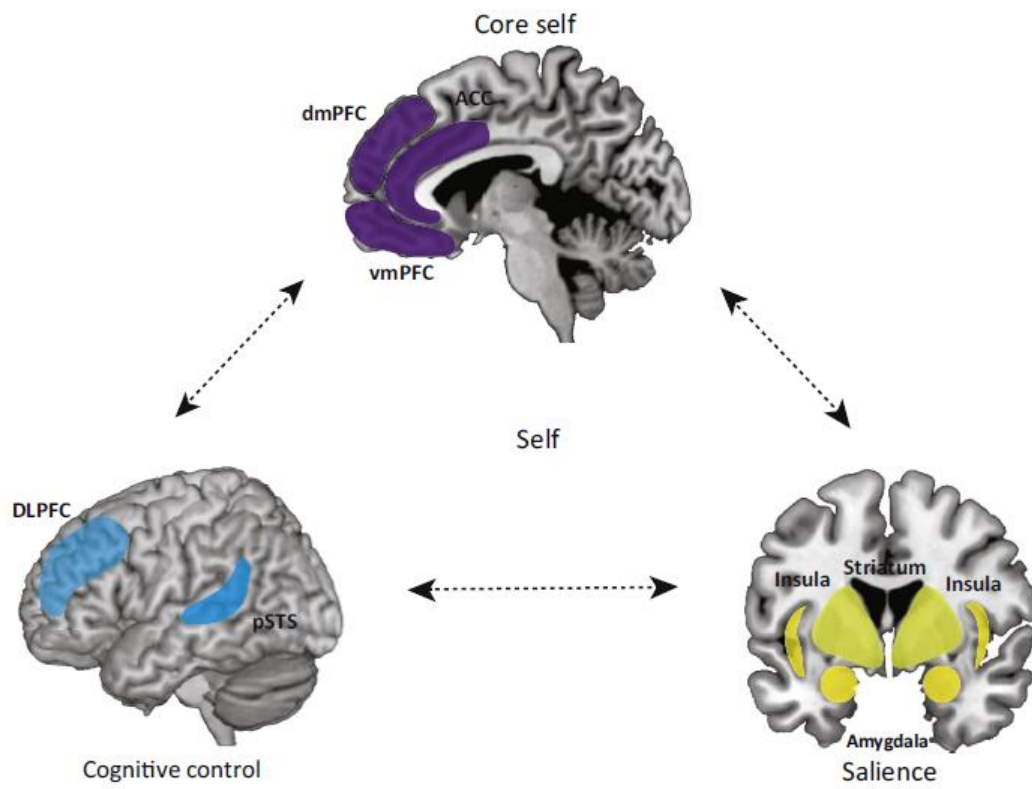 Core self
dmPFC
ACC
vmPFC
Self
DLPFC
pSTS
Cognitive control
Insula
Striatum
Insula
Amygdala
Salience